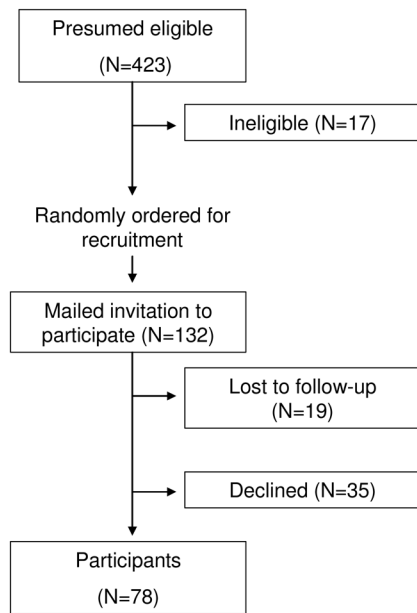 Presumed eligible
(N=423)
Ineligible (N=17)
Randomly ordered for
recruitment
Mailed invitation to
participate (N=132)
Lost to follow-up
(N=19)
Declined (N=35)
Participants
(N=78)